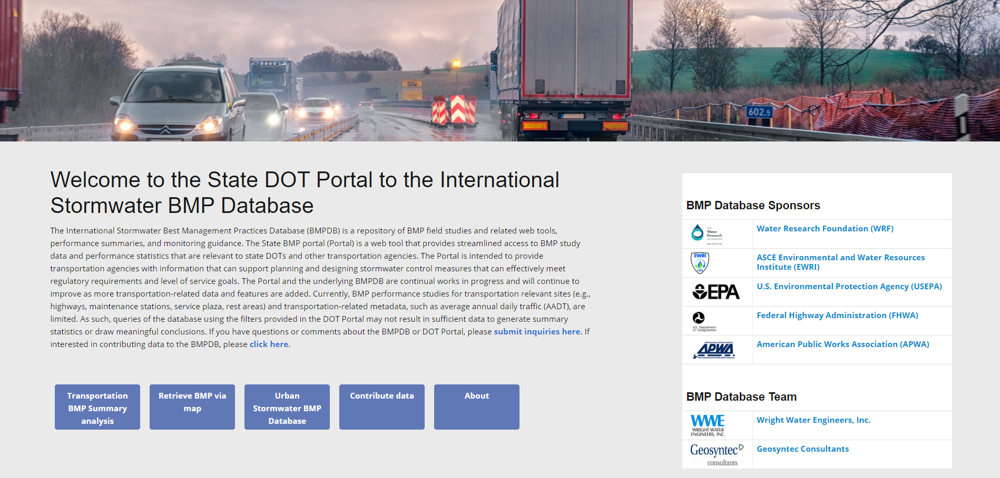 602.5
Welcome to the State DOT Portal to the International
Stormwater BMP Database
The International Stormwater Best Management Practices Database (BMPDB) is a repository of BMP field studies and related web tools,
performance summaries, and monitoring guidance. The State BMP portal (Portal) is a web tool that provides streamlined access to BMP study
data and performance statistics that are relevant to state DOTs and other transportation agencies. The Portal is intended to provide
transportation agencies with information that can support planning and designing stormwater control measures that can effectively meet
regulatory requirements and level of service goals. The Portal and the underlying BMPDB are continual works in progress and will continue to
improve as more transportation-related data and features are added. Currently, BMP performance studies for transportation relevant sites (e.g.,
highways, maintenance stations, service plaza, rest areas) and transportation-related metadata, such as average annual daily traffic (AADT), are
limited. As such, queries of the database using the filters provided in the DOT Portal may not result in sufficient data to generate summary
statistics or draw meaningful conclusions. If you have questions or comments about the BMPDB or DOT Portal, please submit inquiries here. If
interested in contributing data to the BMPDB, please click here.
Transportation
BMP Summary
analysis
Retrieve BMP via
map
Urban
Stormwater BMP
Database
Contribute data
About
BMP Database Sponsors
THE
Water
Research
FOUNDATION
Water Research Foundation (WRF)
EWRI
ASCE
ASCE Environmental and Water Resources
Institute (EWRI)
EPA
U.S. Environmental Protection Agency (USEPA)
U.S. Department
of Transportation
Federal Highway Administration (FHWA)
APWA
American Public Works Association (APWA)
BMP Database Team
WWE
WRIGHT WATER
ENGINEERS, INC.
Wright Water Engineers, Inc.
Geosyntec
consultants
Geosyntec Consultants